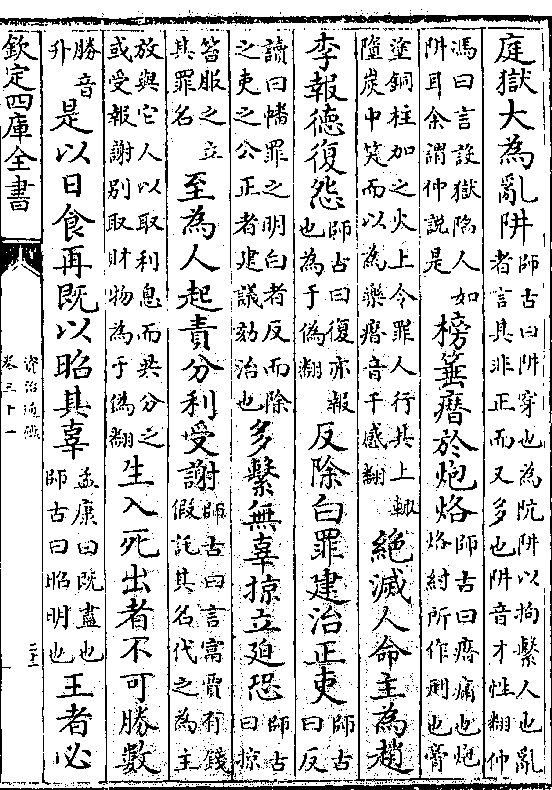 庭獄大為亂阱師古曰阱穿也為阬阱以拘繫人也亂者言其非正而又多也阱音才性翻仲
馮曰言設獄陷人如阱耳余謂仲說是榜箠㿊於炮烙師古曰㿊痛也炮烙紂所作刑也膏
塗銅柱加之火上令罪人行其上輒墮炭中笑而以為樂㿊音千感翻絶滅人命主為趙
李報德復怨師古曰復亦報也為于偽翻反除白罪建治正吏師古曰反
讀曰幡罪之明白者反而除之吏之公正者建議劾治也多繫無辜掠立廹恐師古曰掠
笞服之立其罪名至為人起責分利受謝師古曰言富賈有錢假託其名代之為主
放與它人以取利息而共分之或受報謝别取財物為于偽翻生入死出者不可勝數
勝音升是以日食再既以昭其辜孟康曰既盡也師古曰昭明也王者必
欽定四庫全書
資治通鑑
卷三十一